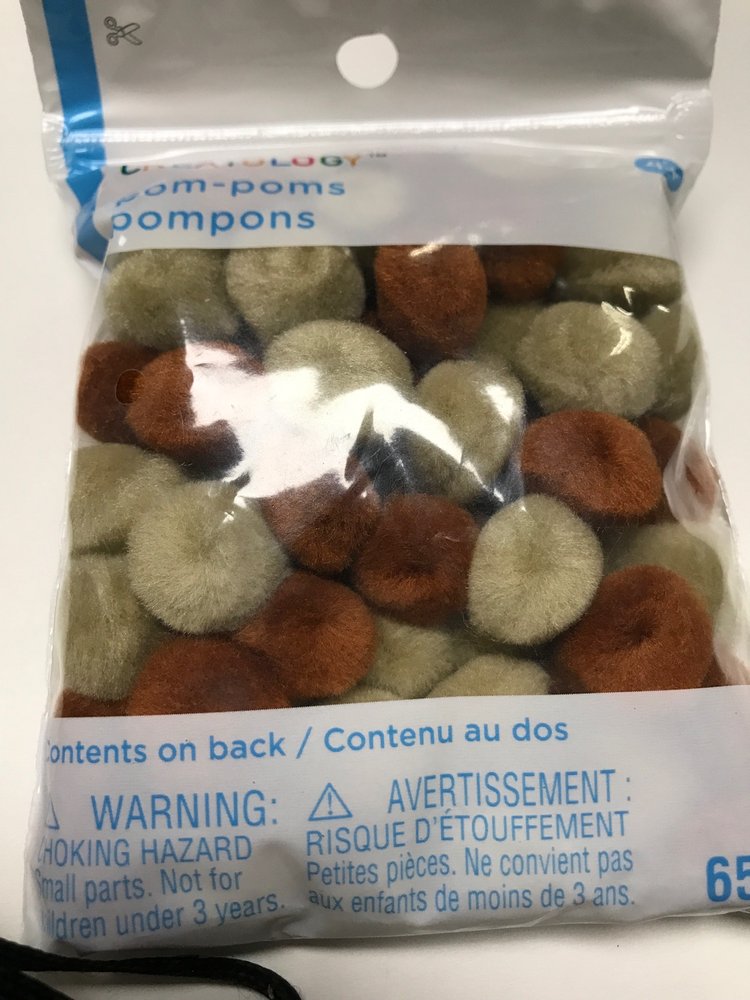 CREATOLOGY™
pom-poms
pompons
Contents on back / Contenu au dos
WARNING:
CHOKING HAZARD
Small parts. Not for
children under 3 years.
AVERTISSEMENT :
RISQUE D'ÉTOUFFEMENT
Petites pièces. Ne convient pas
aux enfants de moins de 3 ans.
65